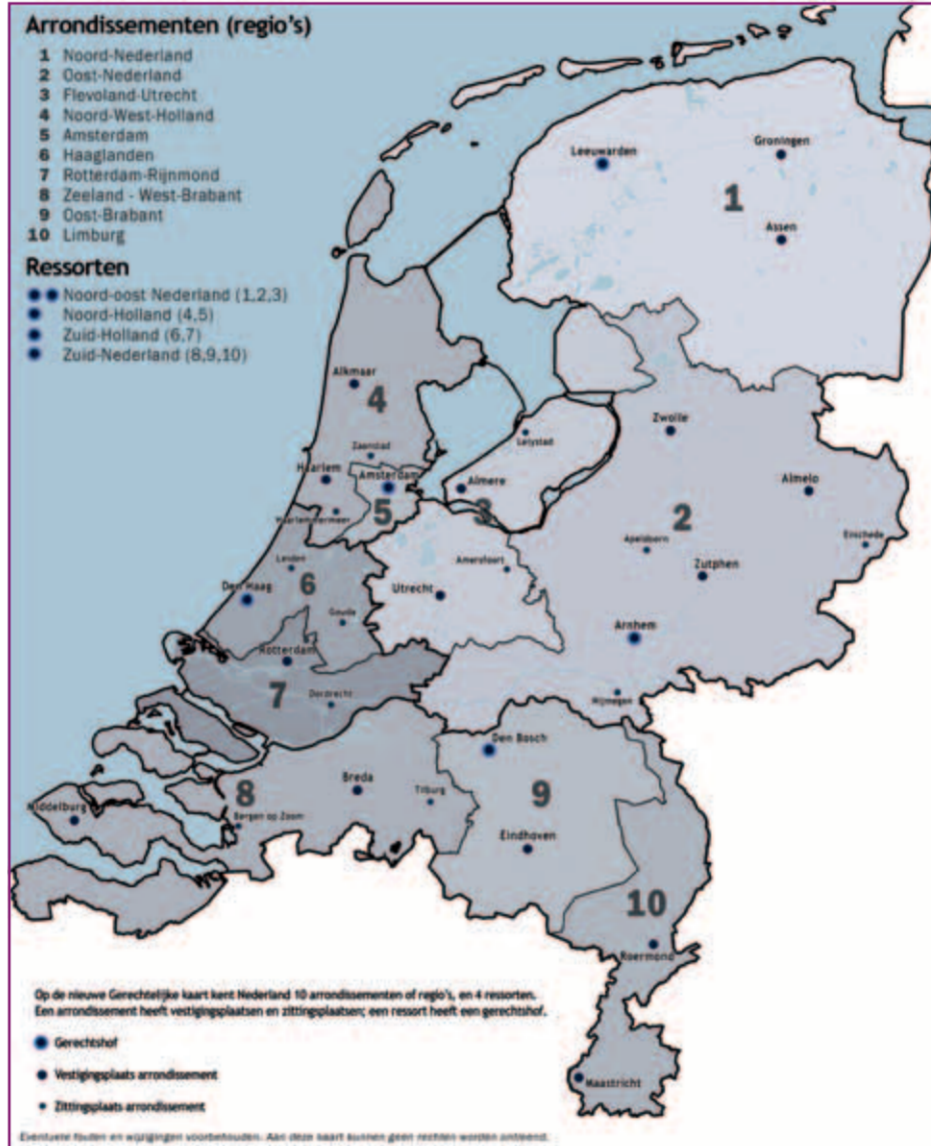 Arrondissementen (regio's)
1 Noord-Nederland
2 Oost-Nederland
3 Flevoland-Utrecht
4 Noord-West-Holland
5 Amsterdam
6 Haaglanden
7 Rotterdam-Rijnmond
8 Zeeland - West-Brabant
9 Oost-Brabant
10 Limburg
Ressorten
Noord-oost Nederland (1,2,3)
Noord-Holland (4,5)
Zuid-Holland (6,7)
Zuid-Nederland (8,9,10)
Groningen
Leeuwarden
1
Assen
Alkmaar
4
Zwolle
Lelystad
Zaanstad
Haarlem
Amsterdam
Almere
Almelo
5
3
2
Haarlemmermeer
Enschede
Apeldoorn
Leiden
Amersfoort
Zutphen
6
Den Haag
Utrecht
Gouda
Arnhem
Rotterdam
7
Dordrecht
Nijmegen
Den Bosch
8
Breda
Tilburg
9
Middelburg
Bergen op Zoom
Eindhoven
10
Roermond
Op de nieuwe Gerechtelijke kaart kent Nederland 10 arrondissementen of regio's, en 4 ressorten.
Een arrondissement heeft vestigingsplaatsen en zittingsplaatsen; een ressort heeft een gerechtshof.
Gerechtshof
Vestigingsplaats arrondissement
Maastricht
Zittingsplaats arrondissement
Eventuele fouten en wijzigingen voorbehouden. Aan deze kaart kunnen geen rechten worden ontleend.